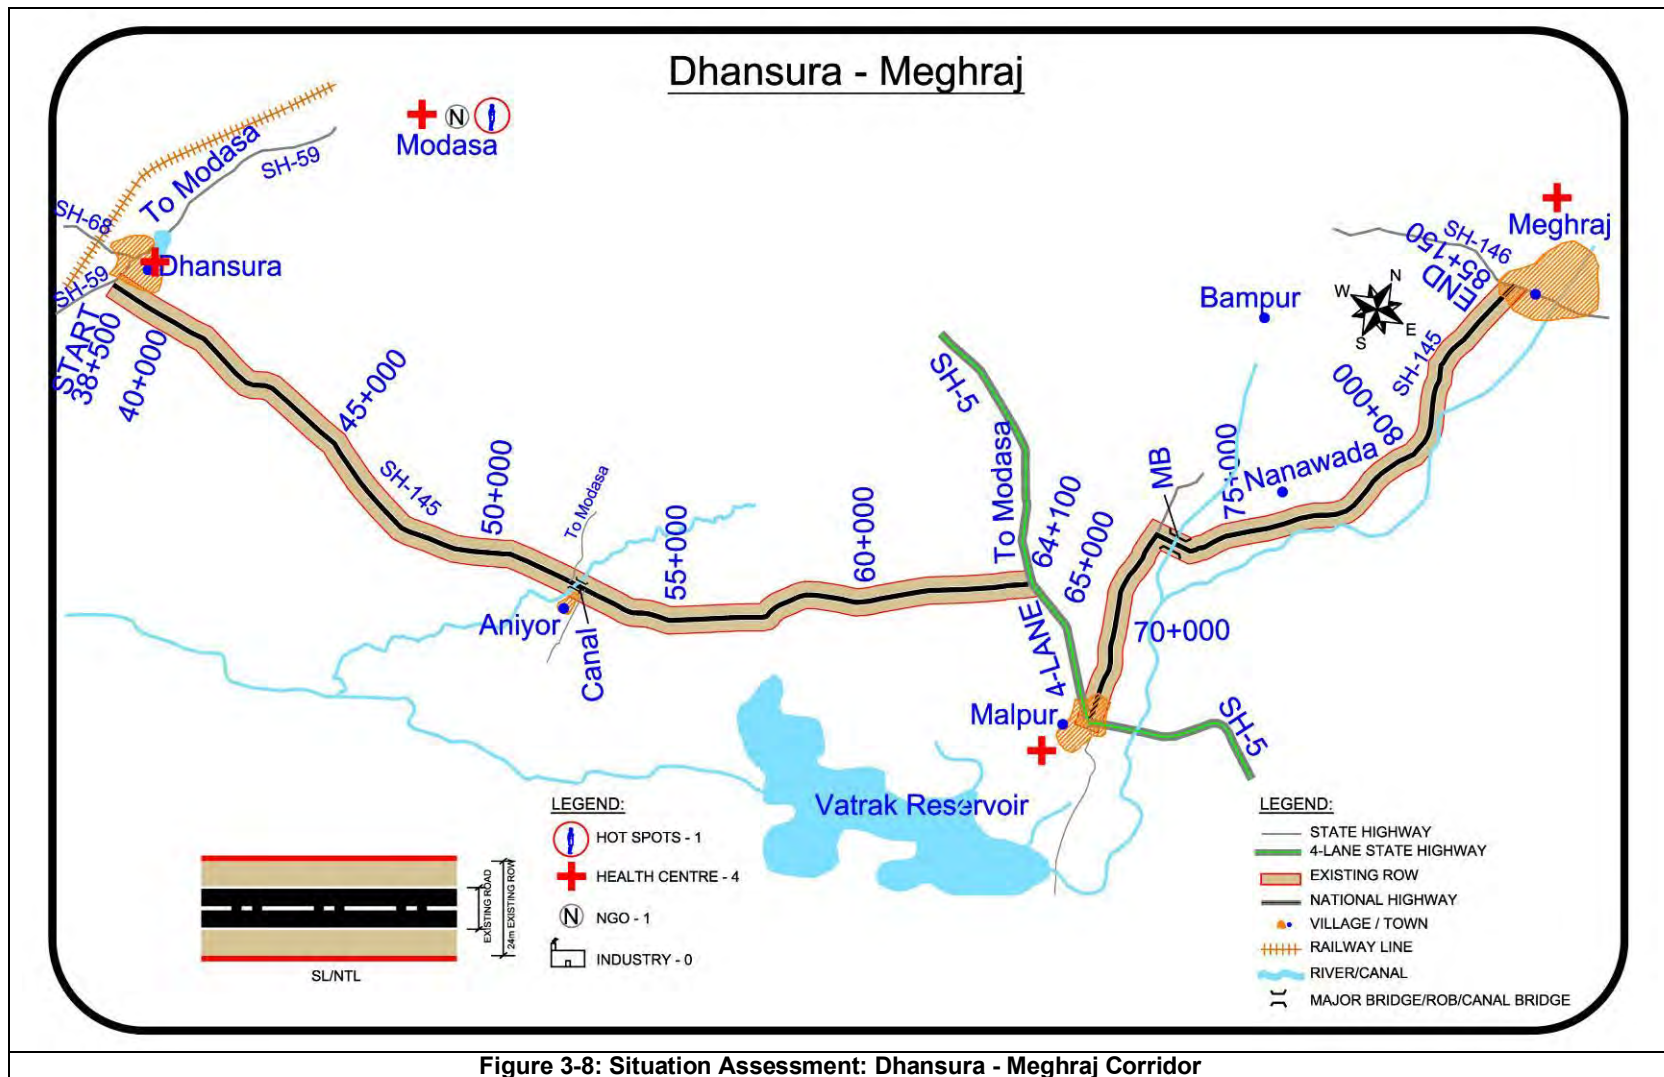 Dhansura - Meghraj
N
Modasa
To Modasa
SH-59
SH-68
Dhansura
SH-59
START
38+500
40+000
45+000
SH-145
50+000
To Modasa
Aniyor
Canal
55+000
60+000
SH-5
To Modasa
64+100
65+000
4-LANE
Malpur
70+000
SH-5
MB
75+000
Nanawada
80+000
SH-145
Bampur
N
W
E
S
END
85+150
SH-146
Meghraj
Vatrak Reservoir
EXISTING ROAD
24m EXISTING ROW
SL/NTL
LEGEND:
HOT SPOTS - 1
HEALTH CENTRE - 4
N NGO - 1
INDUSTRY - 0
LEGEND:
STATE HIGHWAY
4-LANE STATE HIGHWAY
EXISTING ROW
NATIONAL HIGHWAY
VILLAGE / TOWN
RAILWAY LINE
RIVER/CANAL
MAJOR BRIDGE/ROB/CANAL BRIDGE
Figure 3-8: Situation Assessment: Dhansura - Meghraj Corridor